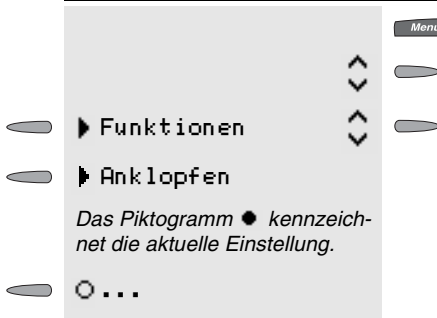 Menu
Funktionen
Anklopfen
Das Piktogramm ● kennzeich-
net die aktuelle Einstellung.
○...